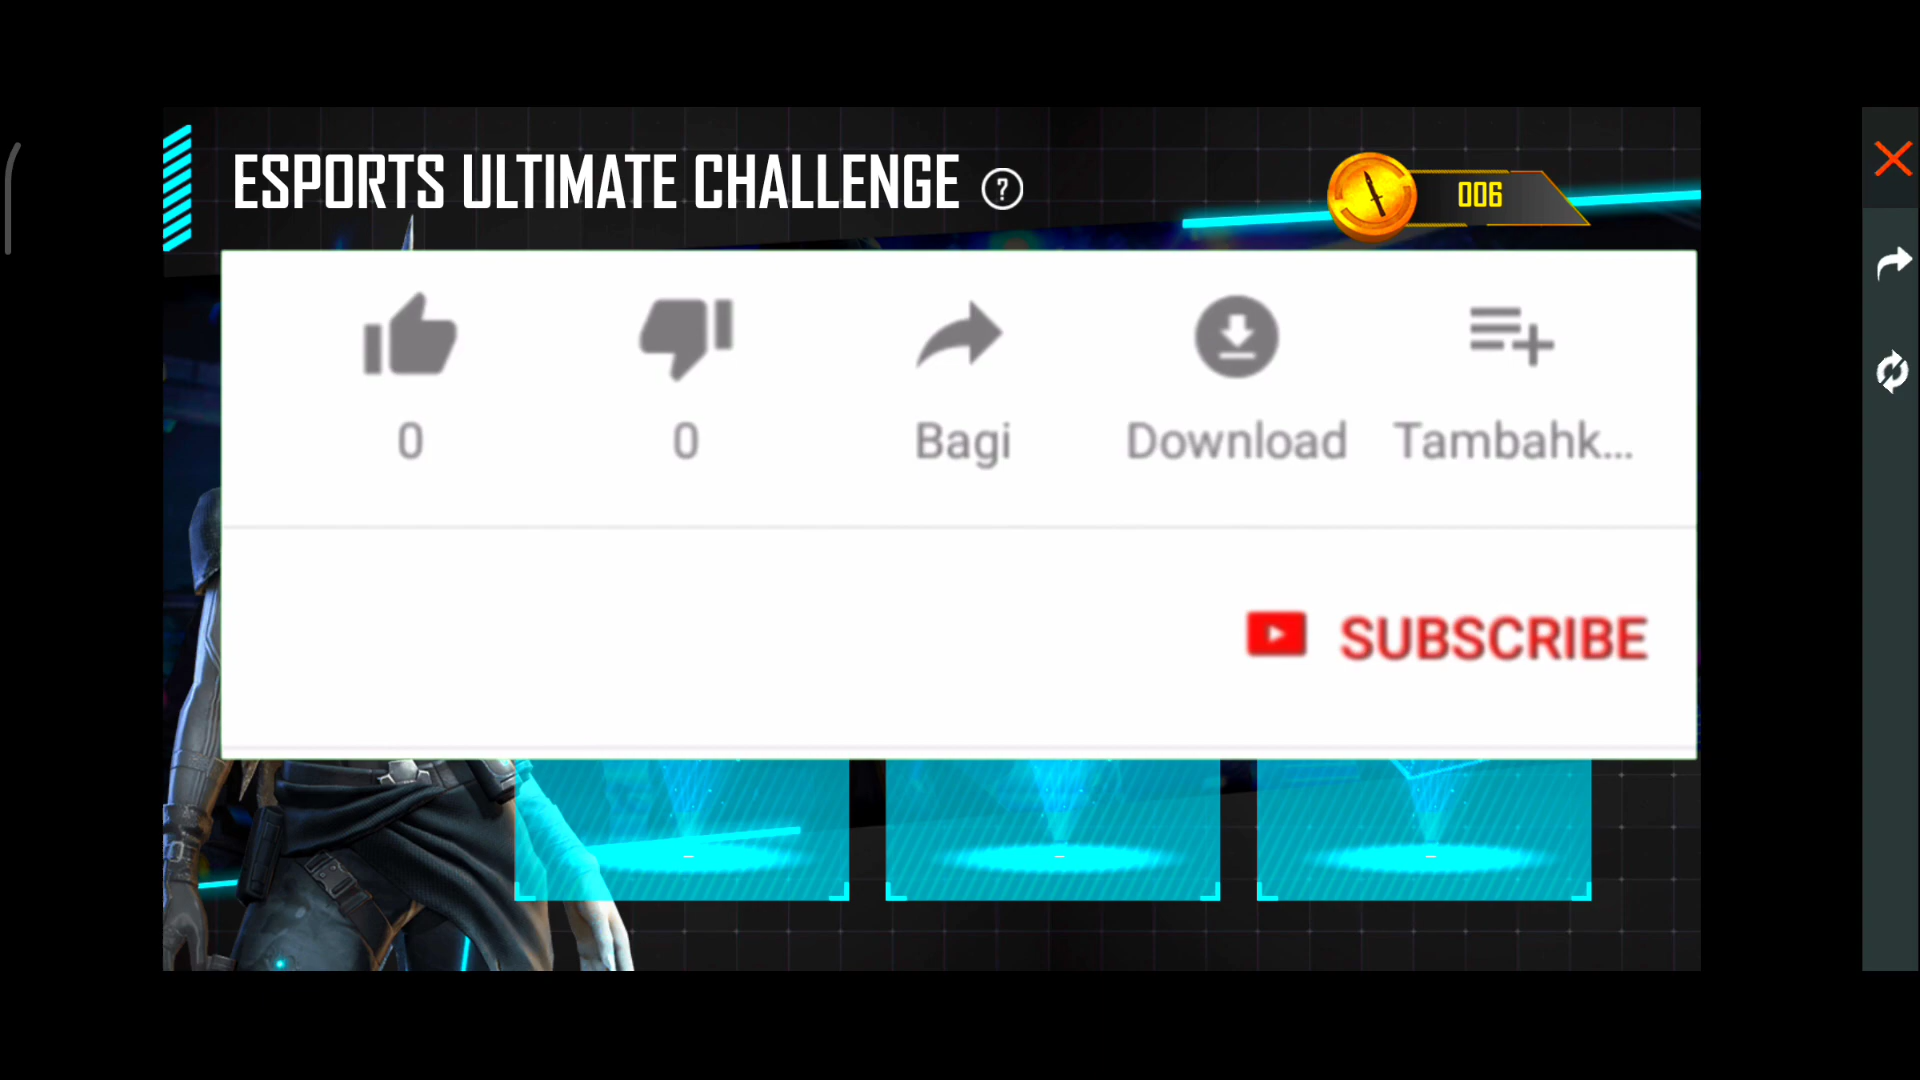 ESPORTS ULTIMATE CHALLENGE ?
006
0 0 Bagi Download Tambahk...
SUBSCRIBE